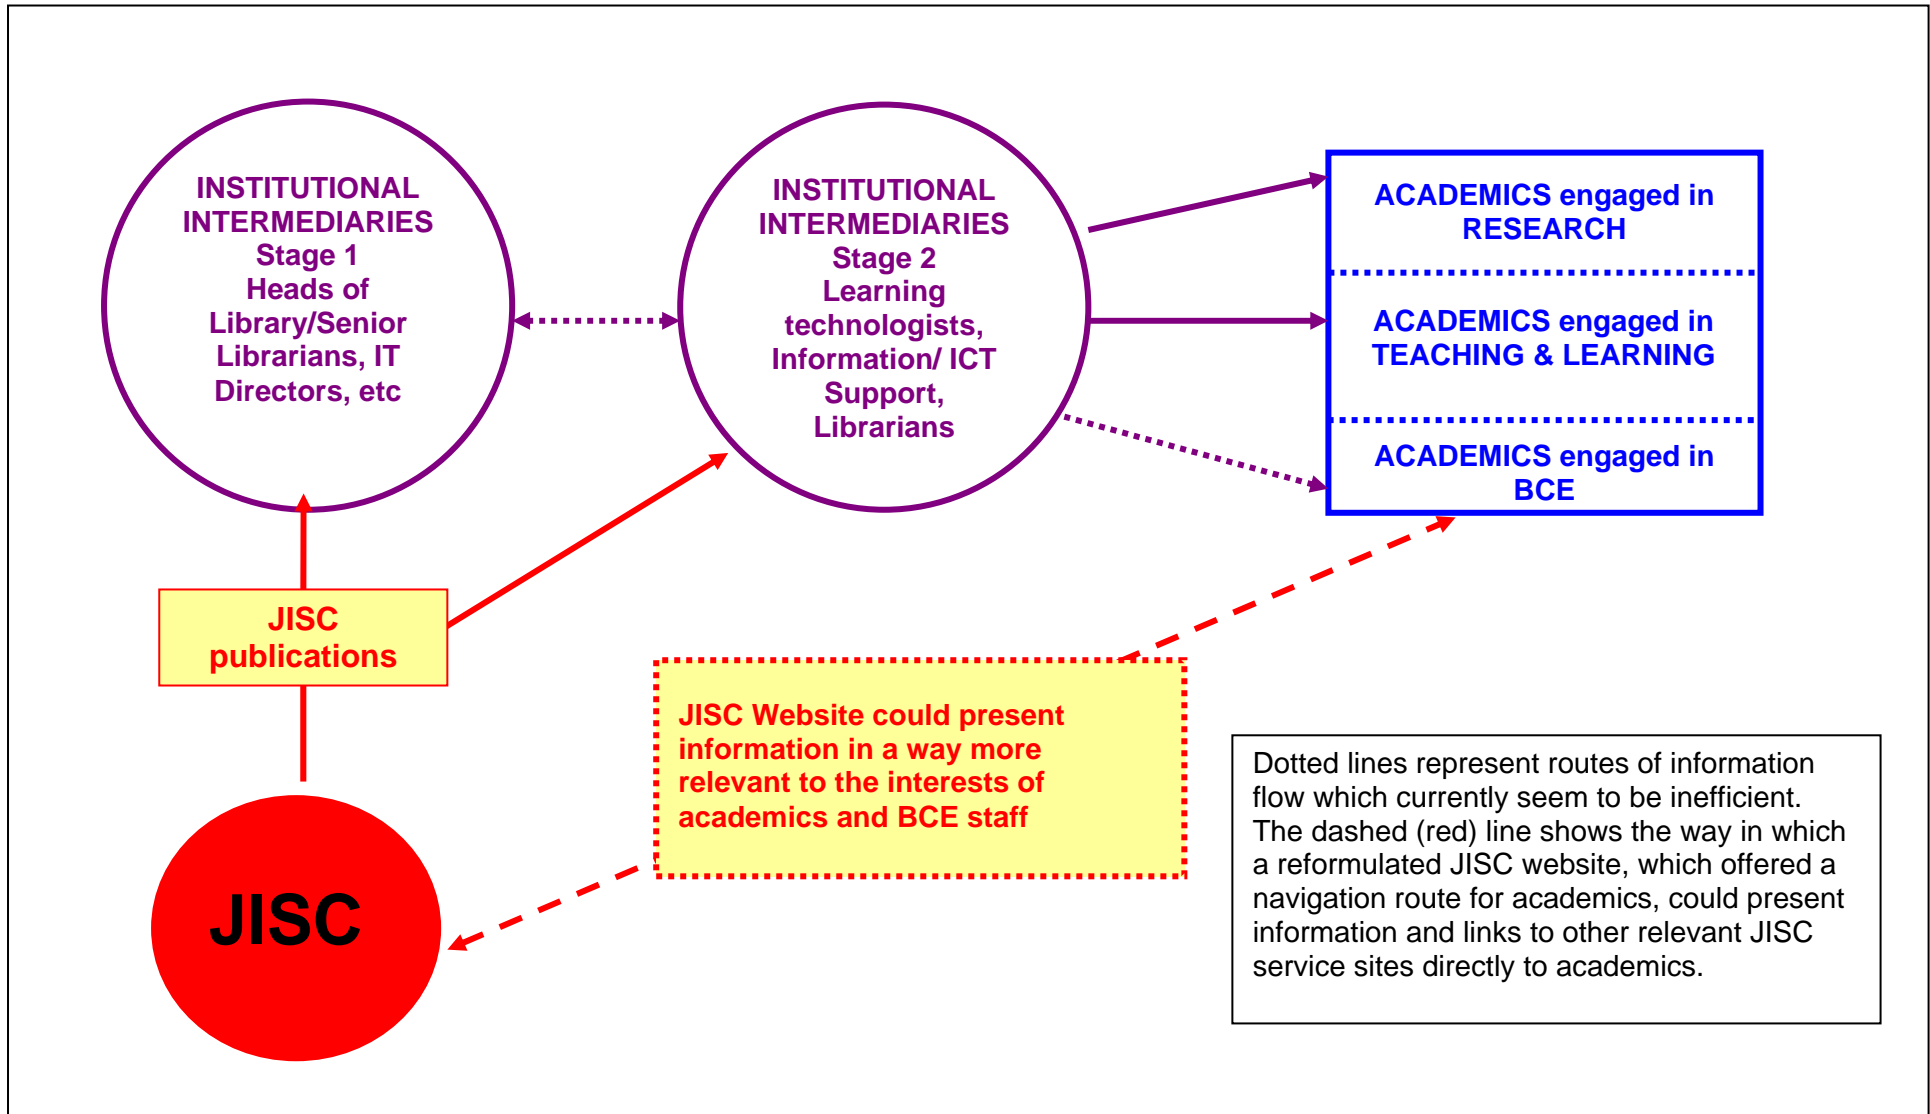 INSTITUTIONAL
INTERMEDIARIES
Stage 1
Heads of
Library/Senior
Librarians, IT
Directors, etc
INSTITUTIONAL
INTERMEDIARIES
Stage 2
Learning
technologists,
Information/ ICT
Support,
Librarians
ACADEMICS engaged in
RESEARCH
ACADEMICS engaged in
TEACHING & LEARNING
ACADEMICS engaged in
BCE
JISC
publications
JISC Website could present
information in a way more
relevant to the interests of
academics and BCE staff
JISC
Dotted lines represent routes of information
flow which currently seem to be inefficient.
The dashed (red) line shows the way in which
a reformulated JISC website, which offered a
navigation route for academics, could present
information and links to other relevant JISC
service sites directly to academics.